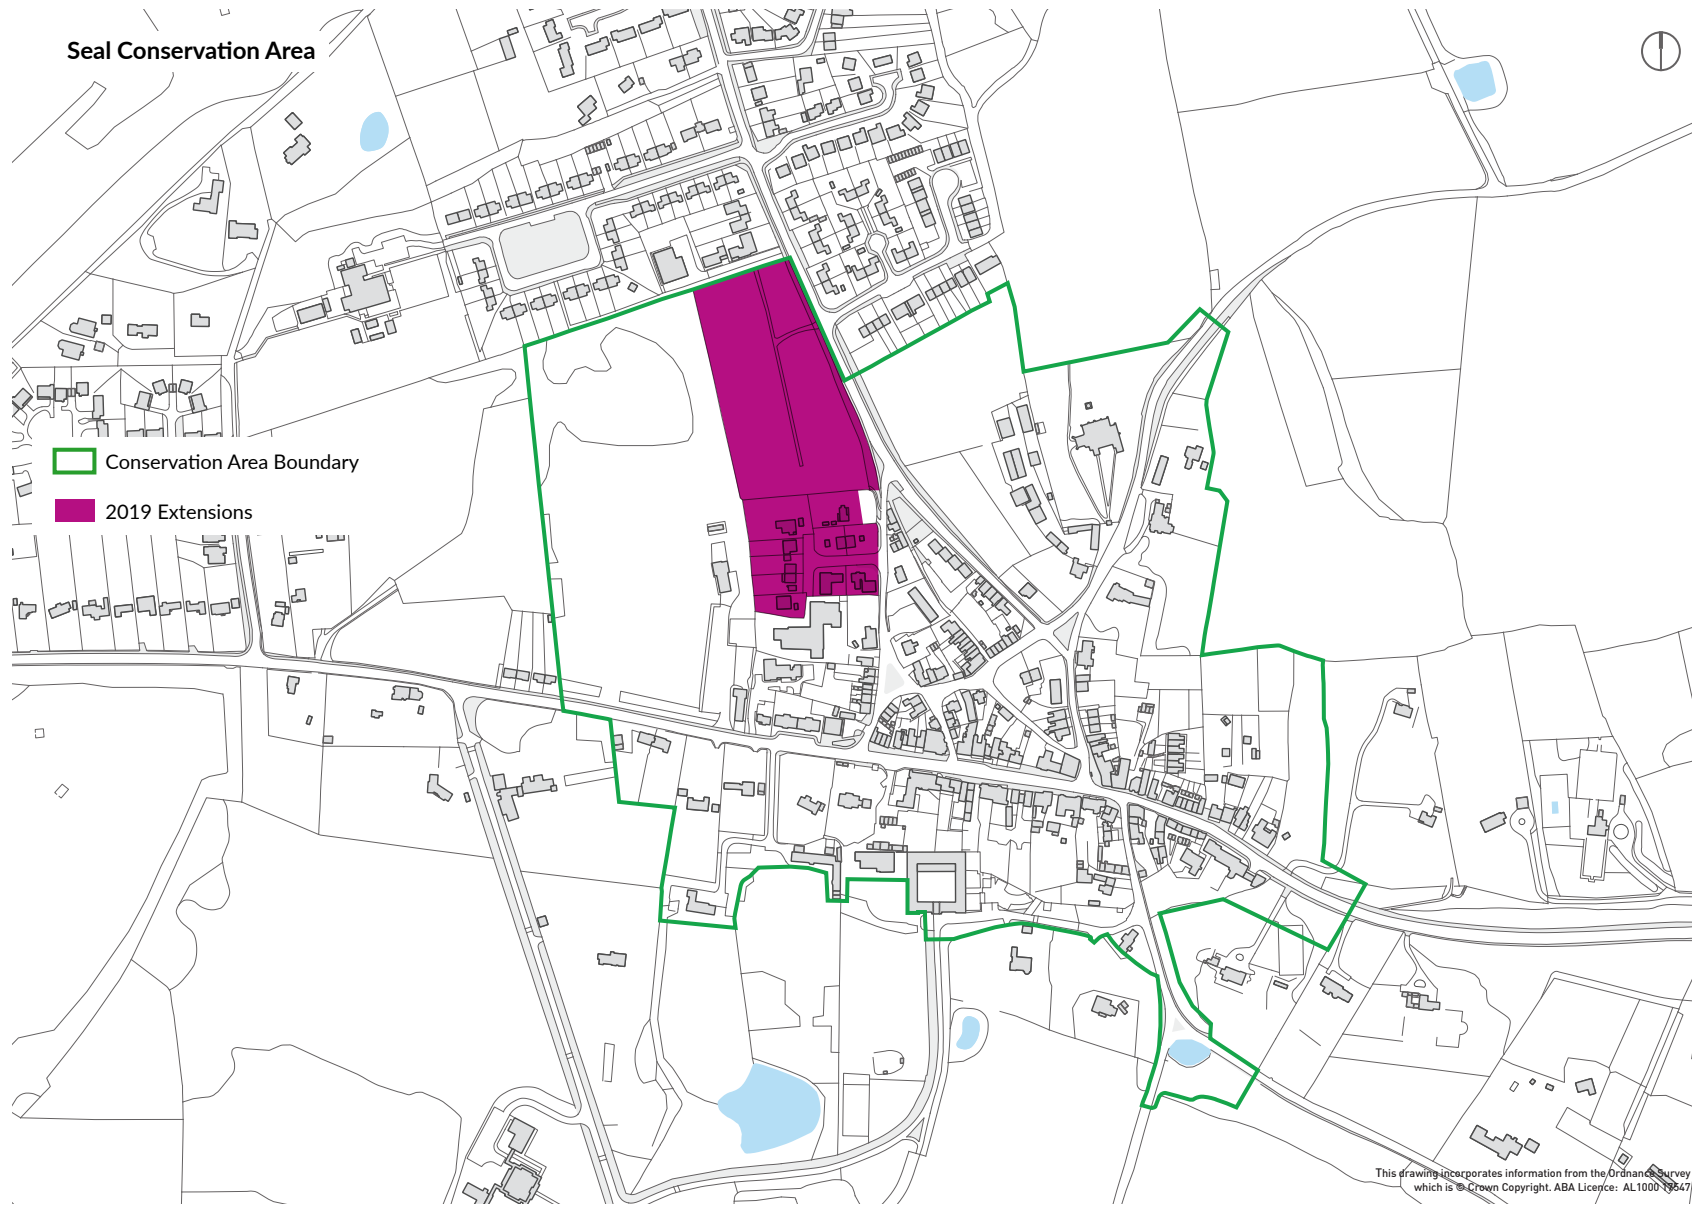 Seal Conservation Area
Conservation Area Boundary
2019 Extensions
This drawing incorporates information from the Ordnance Survey
which is © Crown Copyright. ABA Licence: AL1000 17547